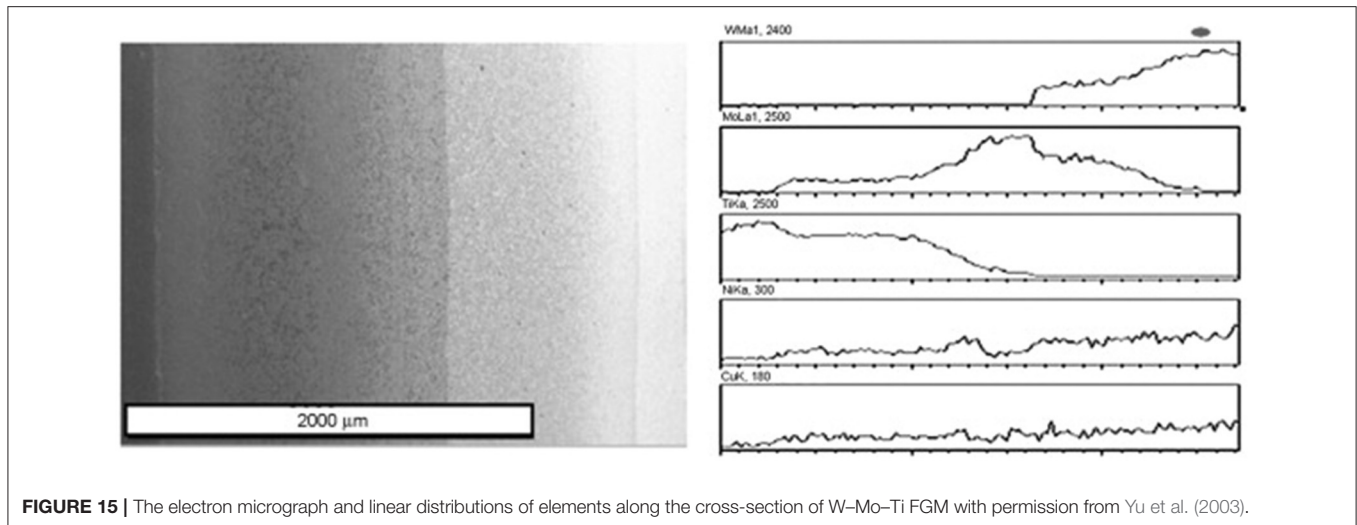 WMa1, 2400
MoLa1, 2500
TiKa, 2500
NiKa, 300
CuK, 180
2000 μm
FIGURE 15 | The electron micrograph and linear distributions of elements along the cross-section of W–Mo–Ti FGM with permission from Yu et al. (2003).